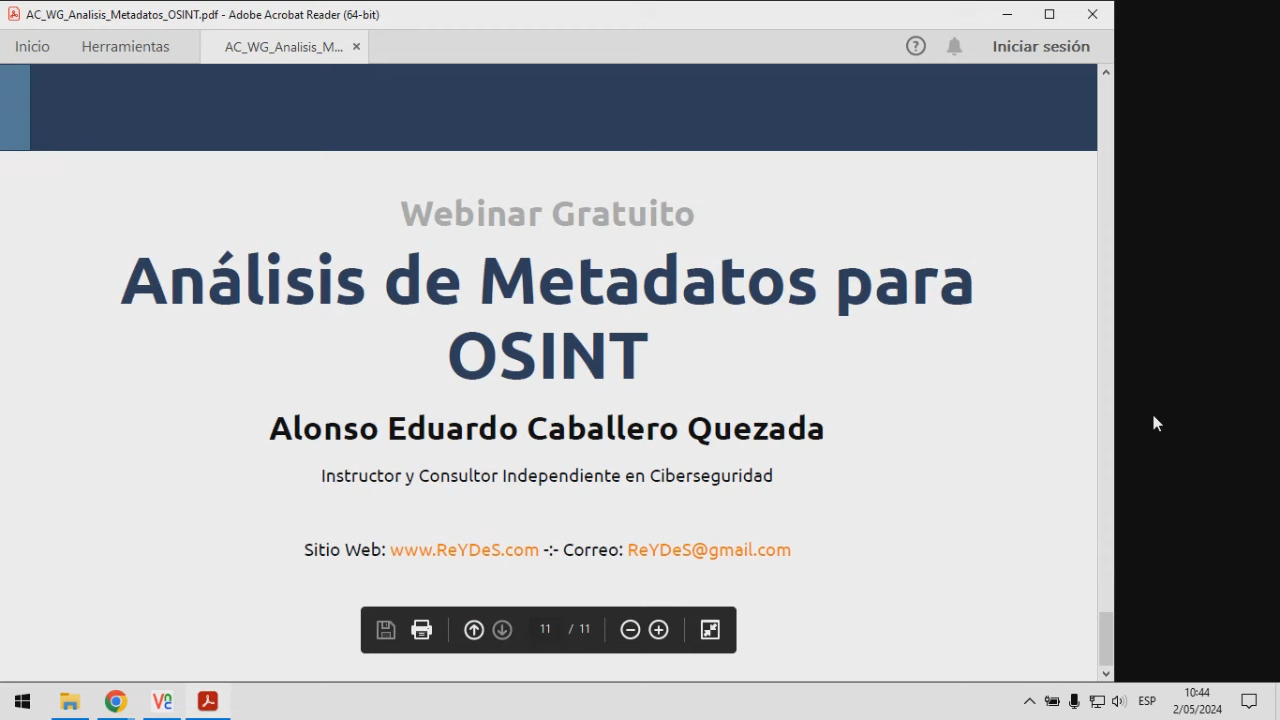 AC_WG_Analisis_Metadatos_OSINT.pdf - Adobe Acrobat Reader (64-bit)
Inicio
Herramientas
AC_WG_Analisis_M...
Iniciar sesión
Webinar Gratuito
Análisis de Metadatos para
OSINT
Alonso Eduardo Caballero Quezada
Instructor y Consultor Independiente en Ciberseguridad
Sitio Web: www.ReYDeS.com -:- Correo: ReYDeS@gmail.com
11 / 11
ESP
10:44
2/05/2024